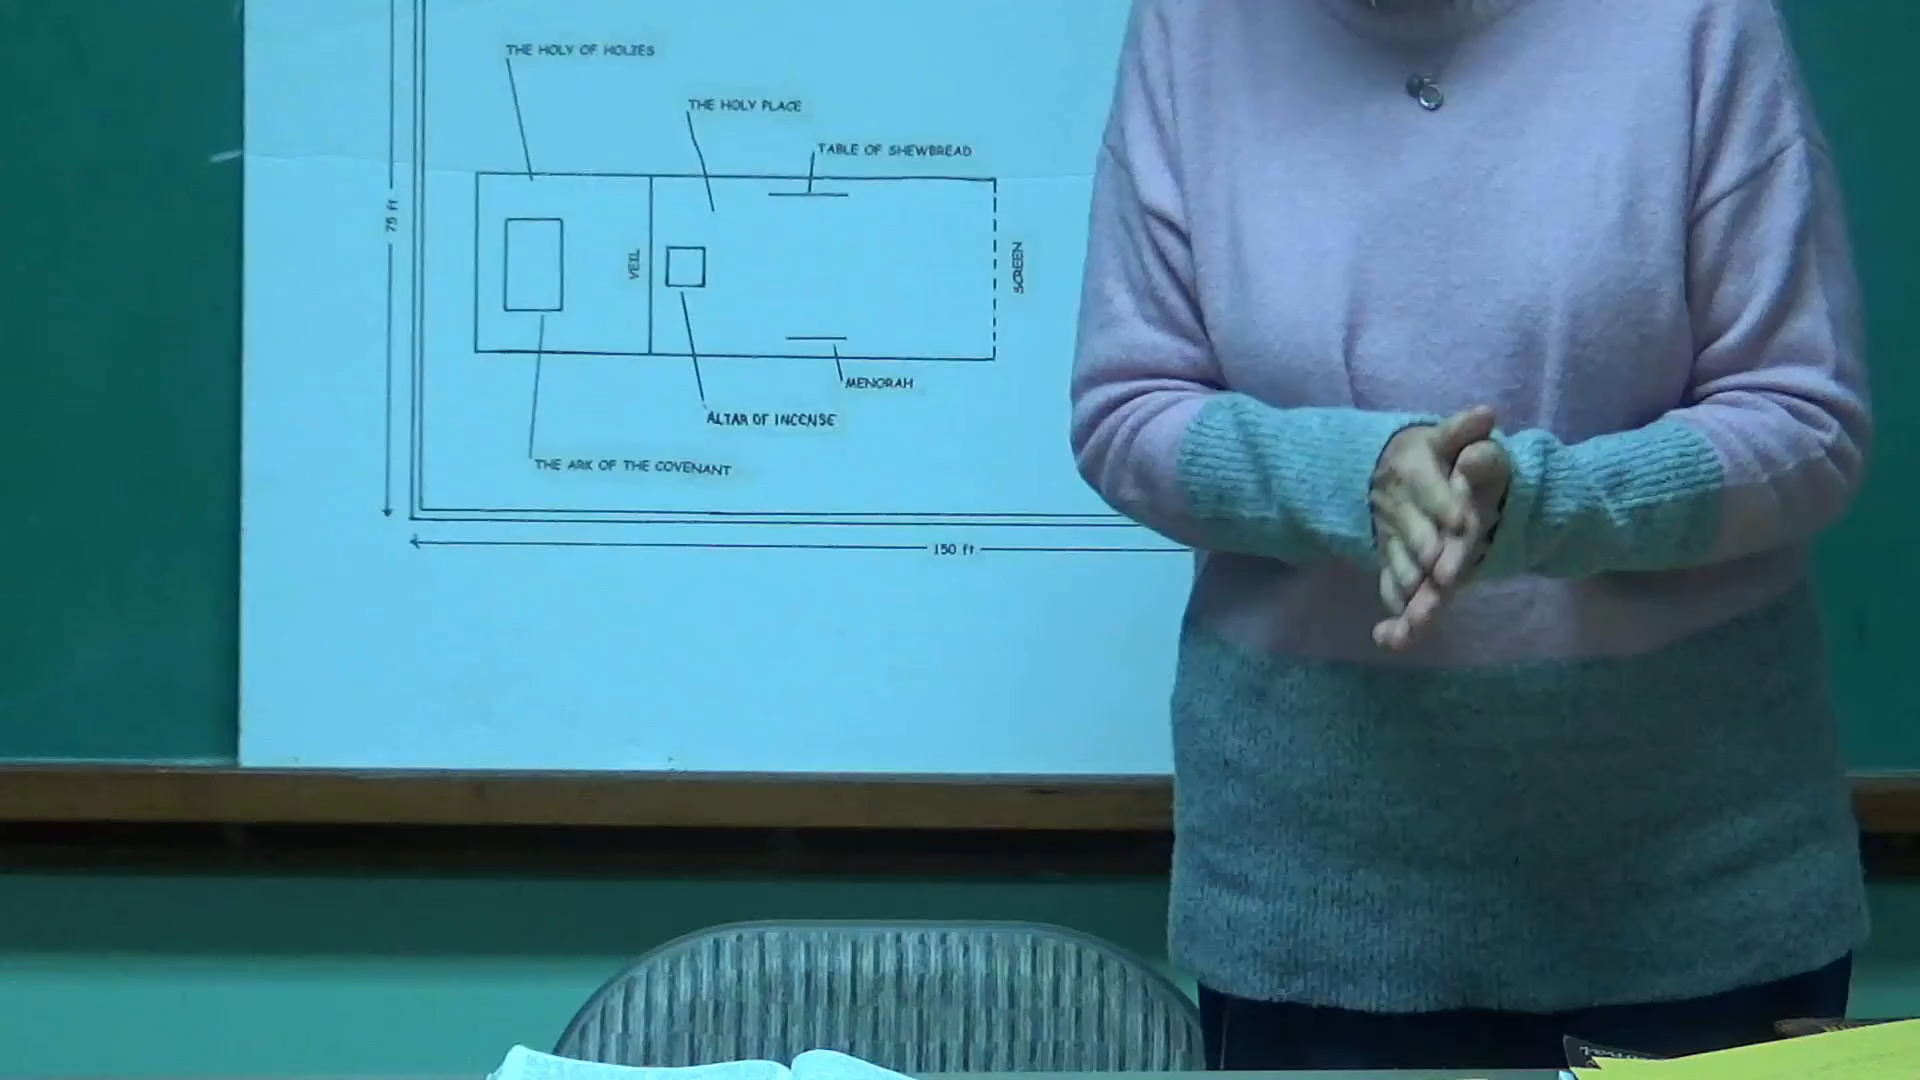 THE HOLY OF HOLIES
THE HOLY PLACE
TABLE OF SHEWBREAD
75 ft
VEIL
SCREEN
MENORAH
ALTAR OF INCENSE
THE ARK OF THE COVENANT
150 ft